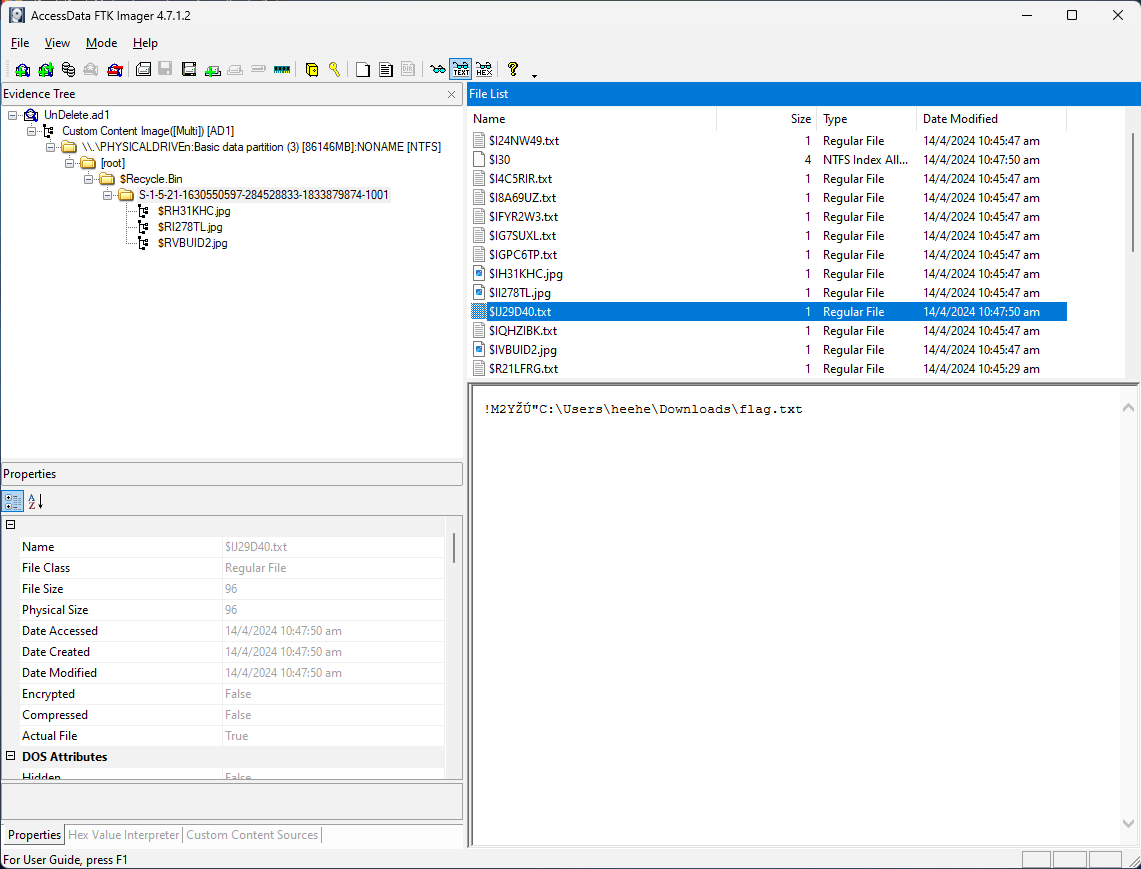 AccessData FTK Imager 4.7.1.2
File View Mode Help
TEXT HEX
Evidence Tree
UnDelete.ad1
Custom Content Image([Multi]) [AD1]
\\.\PHYSICALDRIVEn:Basic data partition (3) [86146MB]:NONAME [NTFS]
[root]
$Recycle.Bin
S-1-5-21-1630550597-284528833-1833879874-1001
$RH31KHC.jpg
$RI278TL.jpg
$RVBUID2.jpg
File List
Name Size Type Date Modified
$I24NW49.txt 1 Regular File 14/4/2024 10:45:47 am
$I30 4 NTFS Index All... 14/4/2024 10:47:50 am
$I4C5RIR.txt 1 Regular File 14/4/2024 10:45:47 am
$I8A69UZ.txt 1 Regular File 14/4/2024 10:45:47 am
$IFYR2W3.txt 1 Regular File 14/4/2024 10:45:47 am
$IG7SUXL.txt 1 Regular File 14/4/2024 10:45:47 am
$IGPC6TP.txt 1 Regular File 14/4/2024 10:45:47 am
$IH31KHC.jpg 1 Regular File 14/4/2024 10:45:47 am
$II278TL.jpg 1 Regular File 14/4/2024 10:45:47 am
$IJ29D40.txt 1 Regular File 14/4/2024 10:47:50 am
$IQHZIBK.txt 1 Regular File 14/4/2024 10:45:47 am
$IVBUID2.jpg 1 Regular File 14/4/2024 10:45:47 am
$R21LFRG.txt 1 Regular File 14/4/2024 10:45:29 am
!M2YŽÚ"C:\Users\heehe\Downloads\flag.txt
Properties
Name $IJ29D40.txt
File Class Regular File
File Size 96
Physical Size 96
Date Accessed 14/4/2024 10:47:50 am
Date Created 14/4/2024 10:47:50 am
Date Modified 14/4/2024 10:47:50 am
Encrypted False
Compressed False
Actual File True
DOS Attributes
Hidden False
Properties Hex Value Interpreter Custom Content Sources
For User Guide, press F1